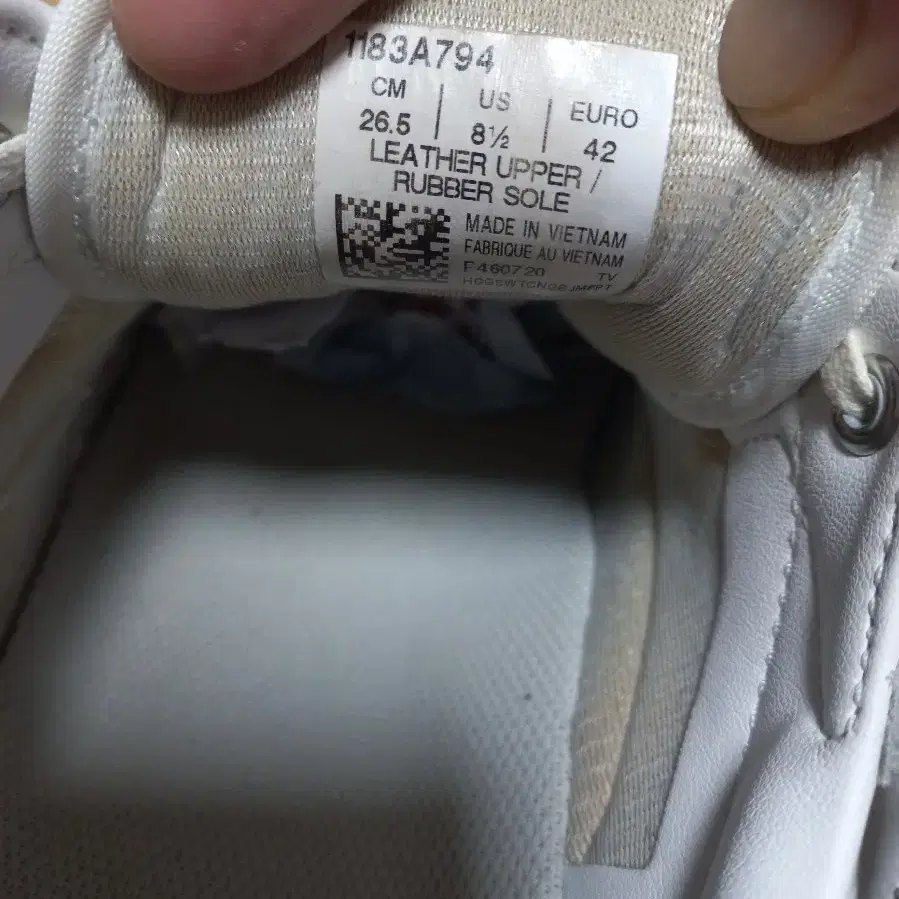 1183A794
CM US EURO
26.5 8½ 42
LEATHER UPPER /
RUBBER SOLE
MADE IN VIETNAM
FABRIQUE AU VIETNAM
F460720 TV